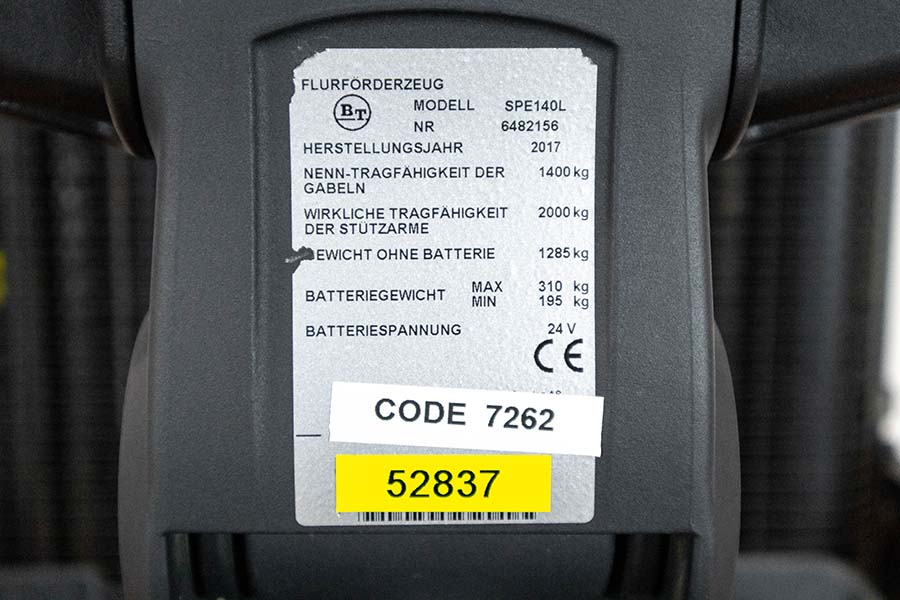 FLURFÖRDERZEUG
BT MODELL SPE140L
NR 6482156
HERSTELLUNGSJAHR 2017
NENN-TRAGFÄHIGKEIT DER 1400 kg
GABELN
WIRKLICHE TRAGFÄHIGKEIT 2000 kg
DER STÜTZARME
EWICHT OHNE BATTERIE 1285 kg
BATTERIEGEWICHT MAX 310 kg
MIN 195 kg
BATTERIESPANNUNG 24 V
CE
CODE 7262
52837